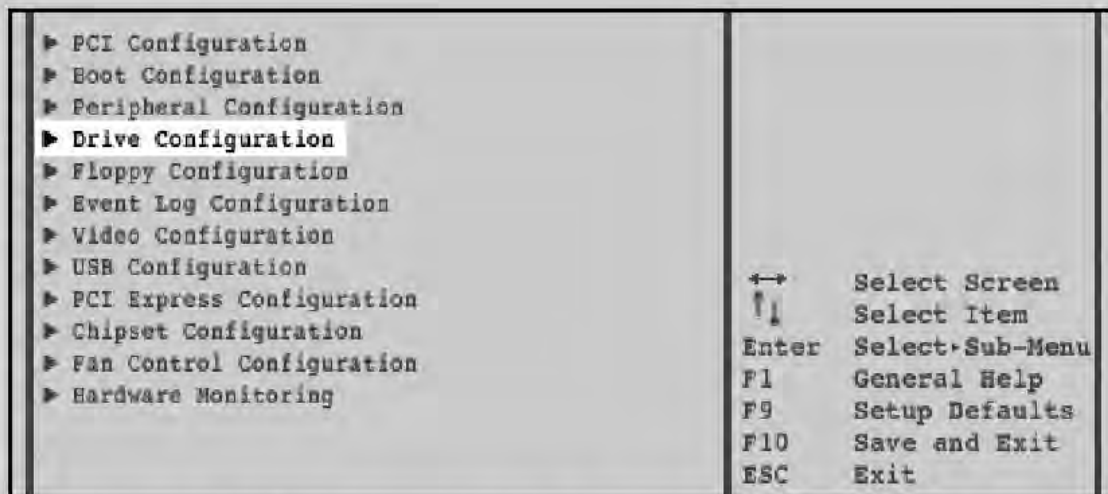 ▶ PCI Configuration
▶ Boot Configuration
▶ Peripheral Configuration
▶ Drive Configuration
▶ Floppy Configuration
▶ Event Log Configuration
▶ Video Configuration
▶ USB Configuration
▶ PCI Express Configuration
▶ Chipset Configuration
▶ Fan Control Configuration
▶ Hardware Monitoring
←→ Select Screen
↑↓ Select Item
Enter Select▸Sub-Menu
F1 General Help
F9 Setup Defaults
F10 Save and Exit
ESC Exit